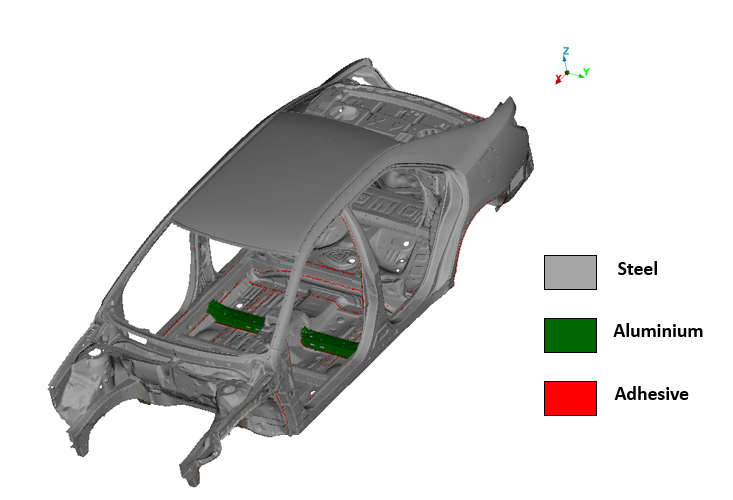 Z
X
Y
Steel
Aluminium
Adhesive